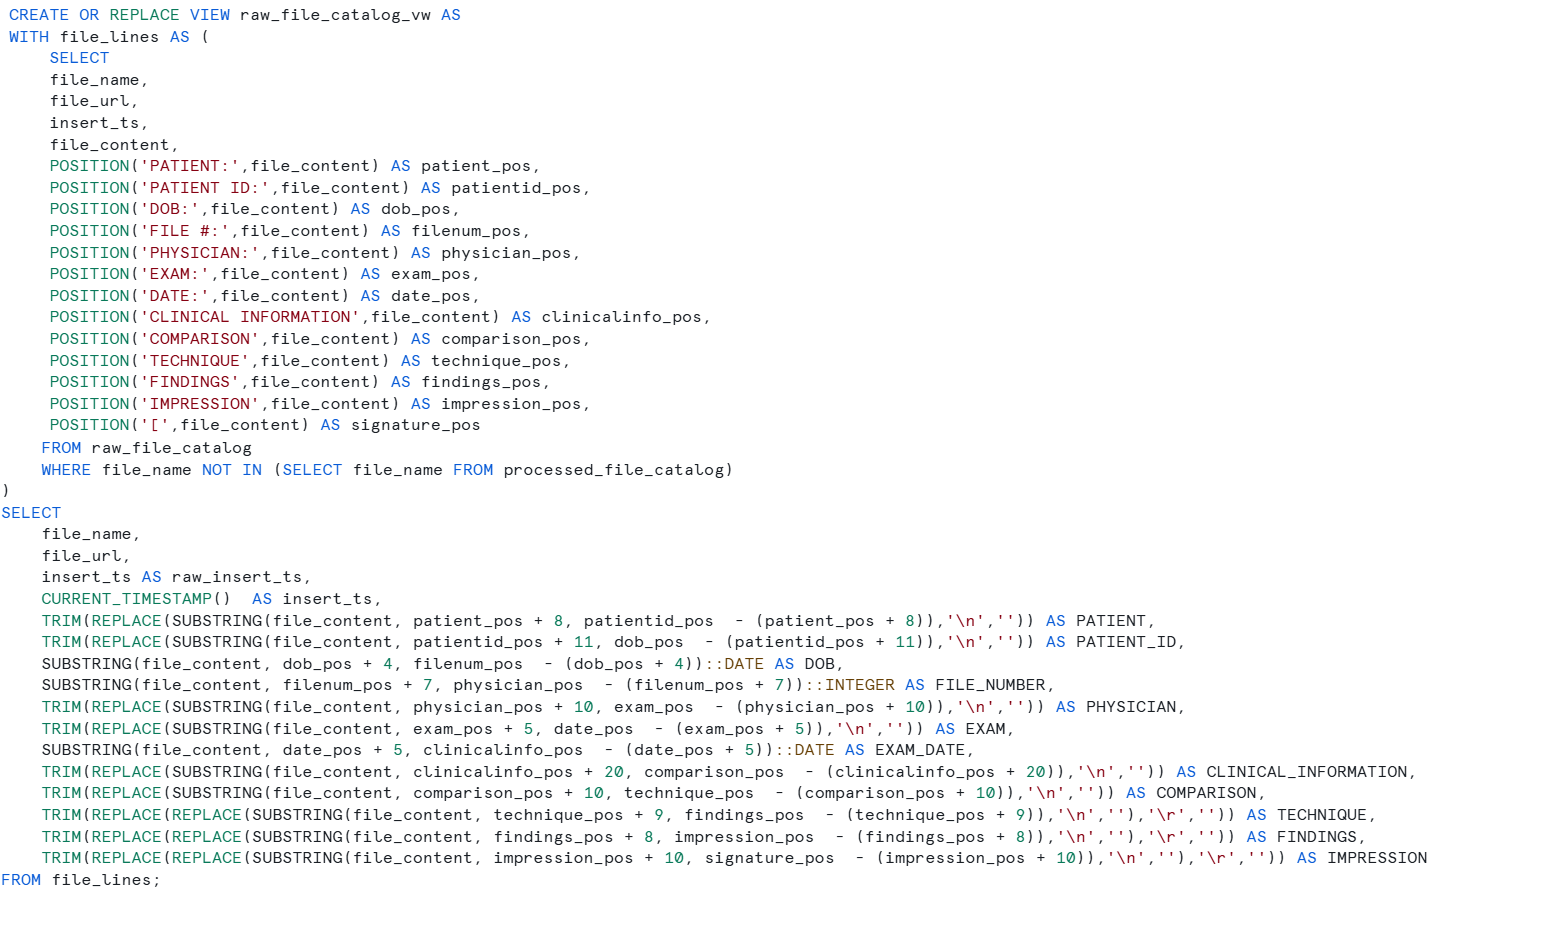 CREATE OR REPLACE VIEW raw_file_catalog_vw AS
WITH file_lines AS (
SELECT
file_name,
file_url,
insert_ts,
file_content,
POSITION('PATIENT:',file_content) AS patient_pos,
POSITION('PATIENT ID:',file_content) AS patientid_pos,
POSITION('DOB:',file_content) AS dob_pos,
POSITION('FILE #:',file_content) AS filenum_pos,
POSITION('PHYSICIAN:',file_content) AS physician_pos,
POSITION('EXAM:',file_content) AS exam_pos,
POSITION('DATE:',file_content) AS date_pos,
POSITION('CLINICAL INFORMATION',file_content) AS clinicalinfo_pos,
POSITION('COMPARISON',file_content) AS comparison_pos,
POSITION('TECHNIQUE',file_content) AS technique_pos,
POSITION('FINDINGS',file_content) AS findings_pos,
POSITION('IMPRESSION',file_content) AS impression_pos,
POSITION('[',file_content) AS signature_pos
FROM raw_file_catalog
WHERE file_name NOT IN (SELECT file_name FROM processed_file_catalog)
)
SELECT
file_name,
file_url,
insert_ts AS raw_insert_ts,
CURRENT_TIMESTAMP()  AS insert_ts,
TRIM(REPLACE(SUBSTRING(file_content, patient_pos + 8, patientid_pos  - (patient_pos + 8)),'\n','')) AS PATIENT,
TRIM(REPLACE(SUBSTRING(file_content, patientid_pos + 11, dob_pos  - (patientid_pos + 11)),'\n','')) AS PATIENT_ID,
SUBSTRING(file_content, dob_pos + 4, filenum_pos  - (dob_pos + 4))::DATE AS DOB,
SUBSTRING(file_content, filenum_pos + 7, physician_pos  - (filenum_pos + 7))::INTEGER AS FILE_NUMBER,
TRIM(REPLACE(SUBSTRING(file_content, physician_pos + 10, exam_pos  - (physician_pos + 10)),'\n','')) AS PHYSICIAN,
TRIM(REPLACE(SUBSTRING(file_content, exam_pos + 5, date_pos  - (exam_pos + 5)),'\n','')) AS EXAM,
SUBSTRING(file_content, date_pos + 5, clinicalinfo_pos  - (date_pos + 5))::DATE AS EXAM_DATE,
TRIM(REPLACE(SUBSTRING(file_content, clinicalinfo_pos + 20, comparison_pos  - (clinicalinfo_pos + 20)),'\n','')) AS CLINICAL_INFORMATION,
TRIM(REPLACE(SUBSTRING(file_content, comparison_pos + 10, technique_pos  - (comparison_pos + 10)),'\n','')) AS COMPARISON,
TRIM(REPLACE(REPLACE(SUBSTRING(file_content, technique_pos + 9, findings_pos  - (technique_pos + 9)),'\n',''),'\r','')) AS TECHNIQUE,
TRIM(REPLACE(REPLACE(SUBSTRING(file_content, findings_pos + 8, impression_pos  - (findings_pos + 8)),'\n',''),'\r','')) AS FINDINGS,
TRIM(REPLACE(REPLACE(SUBSTRING(file_content, impression_pos + 10, signature_pos  - (impression_pos + 10)),'\n',''),'\r','')) AS IMPRESSION
FROM file_lines;